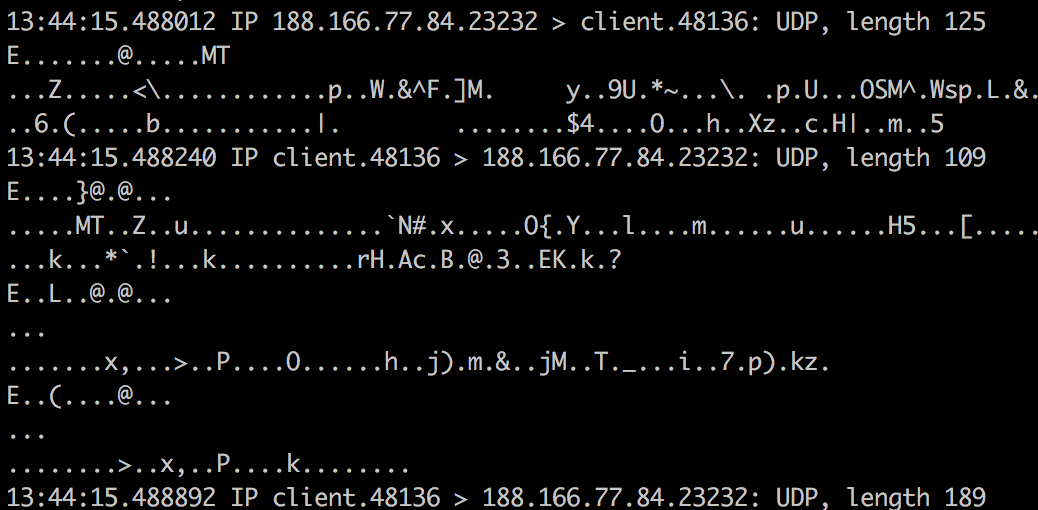 13:44:15.488012 IP 188.166.77.84.23232 > client.48136: UDP, length 125
E.......@.....MT
...Z.....<\.............p..W.&^F.]M.     y..9U.*~...\. .p.U...OSM^.Wsp.L.&.
..6.(.....b...........|.        ........$4....O...h..Xz..c.H|..m..5
13:44:15.488240 IP client.48136 > 188.166.77.84.23232: UDP, length 109
E....}@.@...
.....MT..Z..u...............`N#.x.....O{.Y...l....m......u......H5...[.....
...k...*`.!...k..........rH.Ac.B.@.3..EK.k.?
E..L..@.@...
...
.......x,...>..P....O......h..j).m.&..jM..T._...i..7.p).kz.
E..(....@...
...
........>..x,..P....k.........
13:44:15.488892 IP client.48136 > 188.166.77.84.23232: UDP, length 189